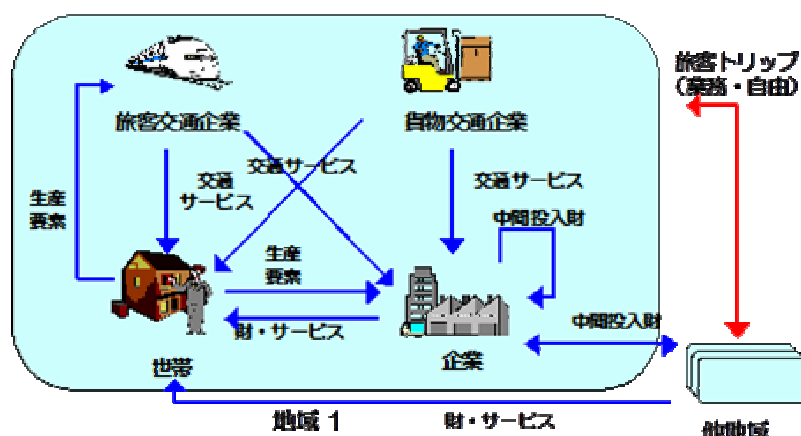 旅客トリップ
(業務・自由)
旅客交通企業
貨物交通企業
交通サービス
交通
サービス
交通サービス
生産
要素
中間投入財
生産
要素
財・サービス
中間投入財
世帯
企業
地域 1
財・サービス
他地域